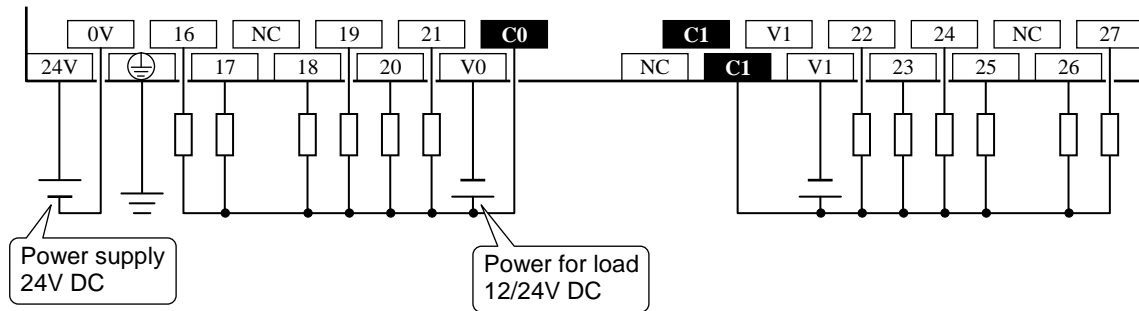 0V 16 NC 19 21 C0 C1 V1 22 24 NC 27
24V 17 18 20 V0 NC C1 V1 23 25 26
Power supply
24V DC
Power for load
12/24V DC